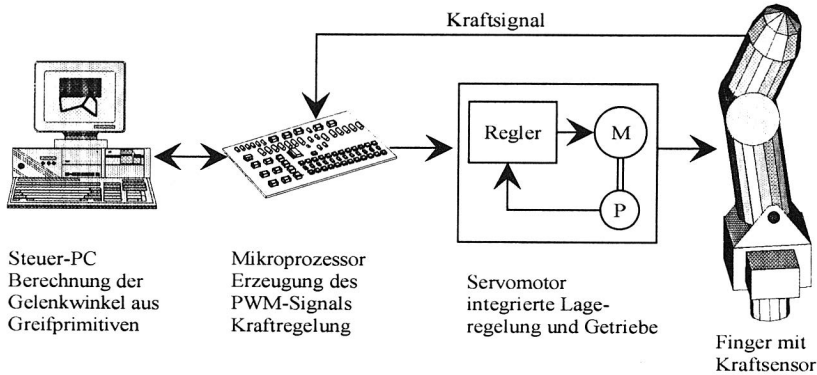 Kraftsignal
Regler
M
P
Steuer-PC
Berechnung der
Gelenkwinkel aus
Greifprimitiven
Mikroprozessor
Erzeugung des
PWM-Signals
Kraftregelung
Servomotor
integrierte Lage-
regelung und Getriebe
Finger mit
Kraftsensor